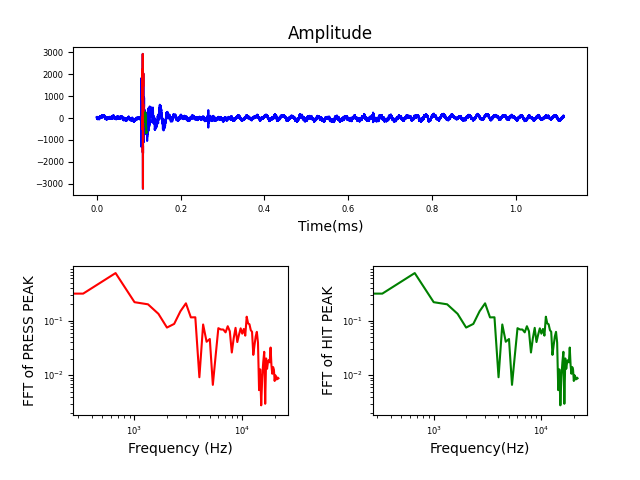 Amplitude
3000
2000
1000
0
−1000
−2000
−3000
0.0 0.2 0.4 0.6 0.8 1.0
Time(ms)
FFT of PRESS PEAK
10⁻¹
10⁻²
10³ 10⁴
Frequency (Hz)
FFT of HIT PEAK
10⁻¹
10⁻²
10³ 10⁴
Frequency(Hz)